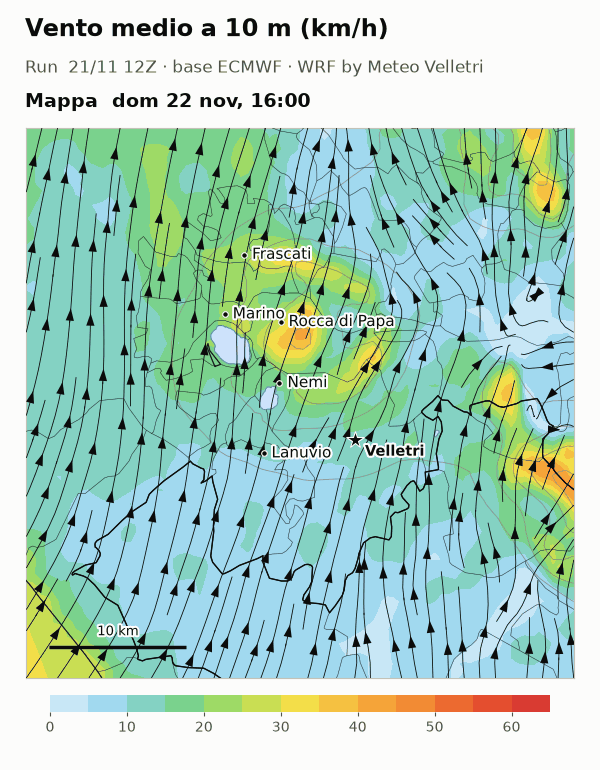 Vento medio a 10 m (km/h)
Run  21/11 12Z · base ECMWF · WRF by Meteo Velletri
Mappa  dom 22 nov, 16:00
Frascati
Marino
Rocca di Papa
Nemi
Velletri
Lanuvio
10 km
0 10 20 30 40 50 60